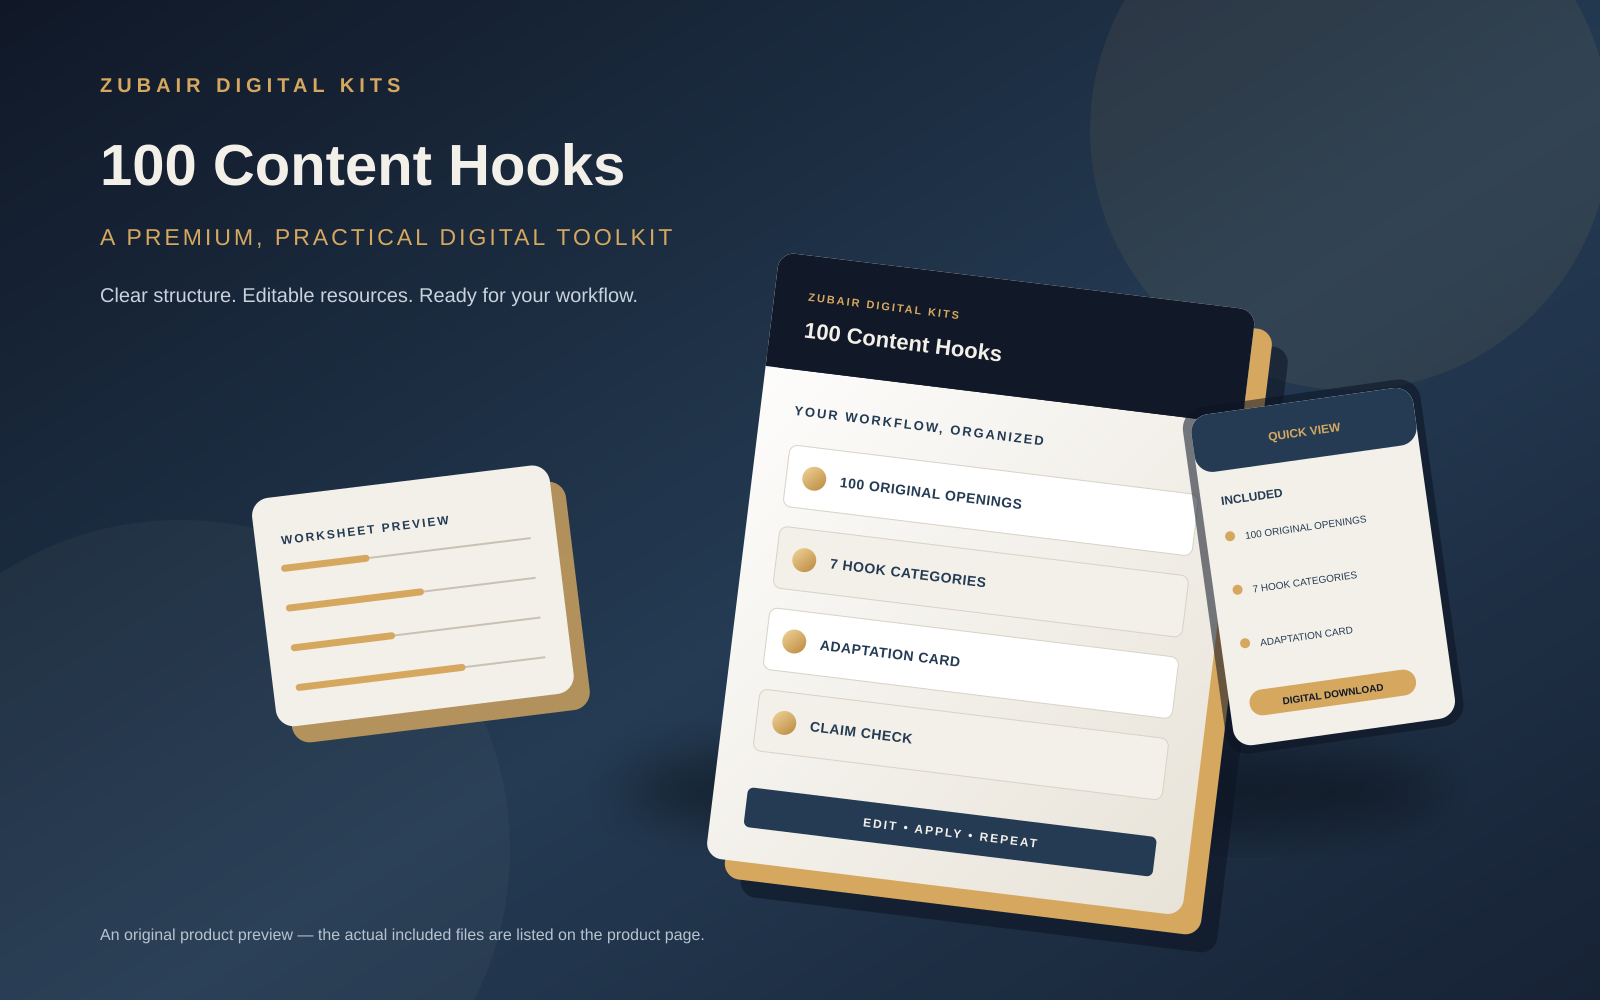 ZUBAIR DIGITAL KITS
100 Content Hooks
A PREMIUM, PRACTICAL DIGITAL TOOLKIT
Clear structure. Editable resources. Ready for your workflow.
WORKSHEET PREVIEW
ZUBAIR DIGITAL KITS
100 Content Hooks
YOUR WORKFLOW, ORGANIZED
100 ORIGINAL OPENINGS
7 HOOK CATEGORIES
ADAPTATION CARD
CLAIM CHECK
EDIT • APPLY • REPEAT
QUICK VIEW
INCLUDED
100 ORIGINAL OPENINGS
7 HOOK CATEGORIES
ADAPTATION CARD
DIGITAL DOWNLOAD
An original product preview — the actual included files are listed on the product page.